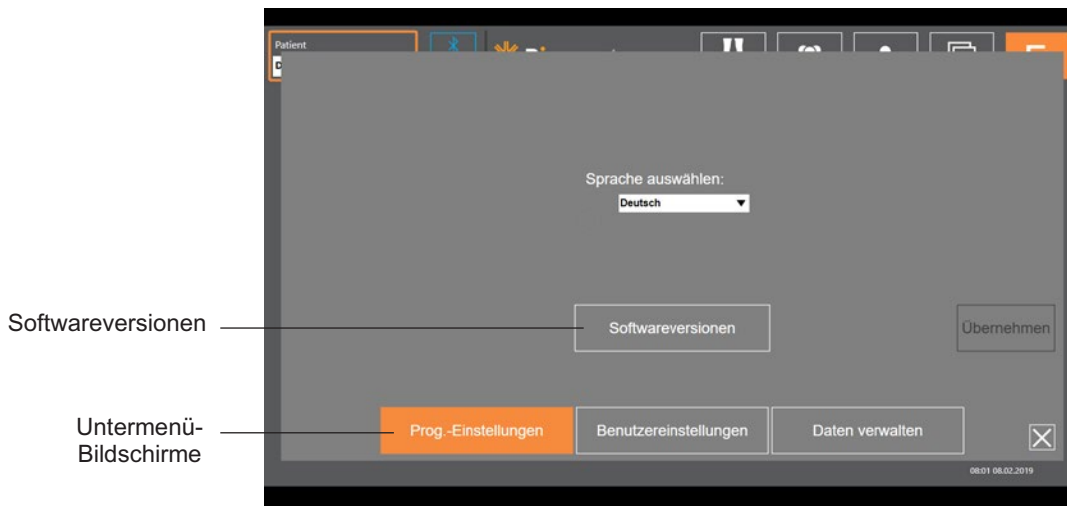 Patient
Sprache auswählen:
Deutsch
Softwareversionen
Softwareversionen
Übernehmen
Untermenü-
Bildschirme
Prog.-Einstellungen
Benutzereinstellungen
Daten verwalten
08:01 08.02.2019